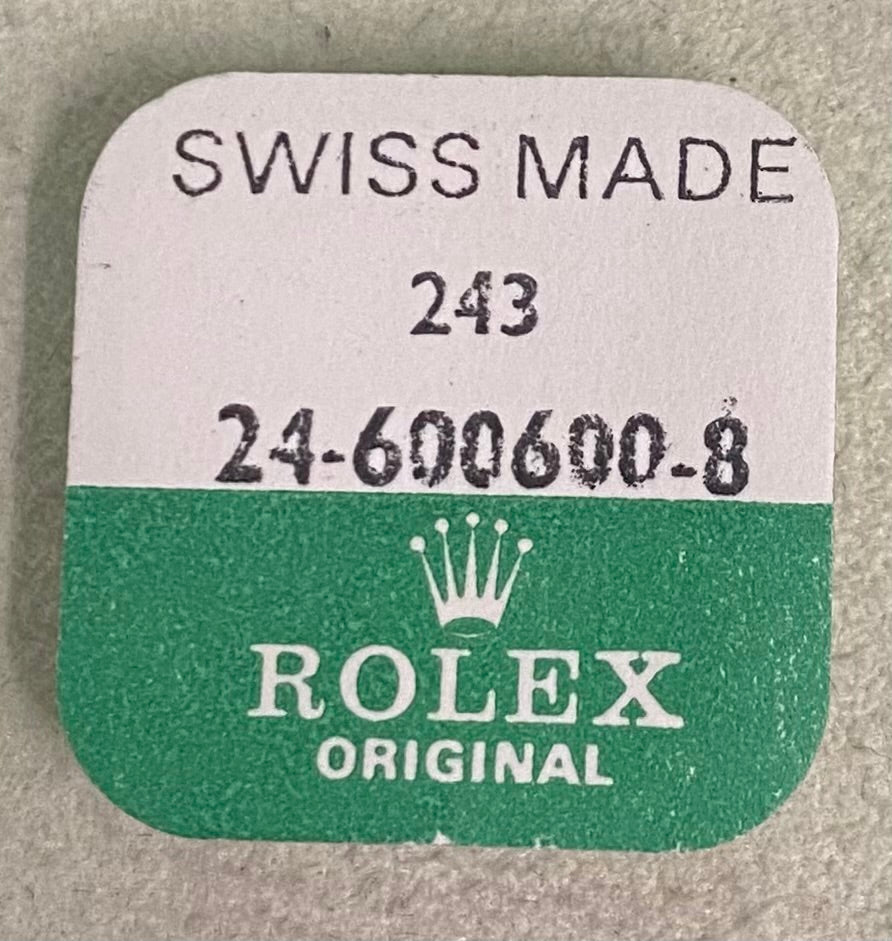 SWISS MADE
243
24-600600-8
ROLEX
ORIGINAL